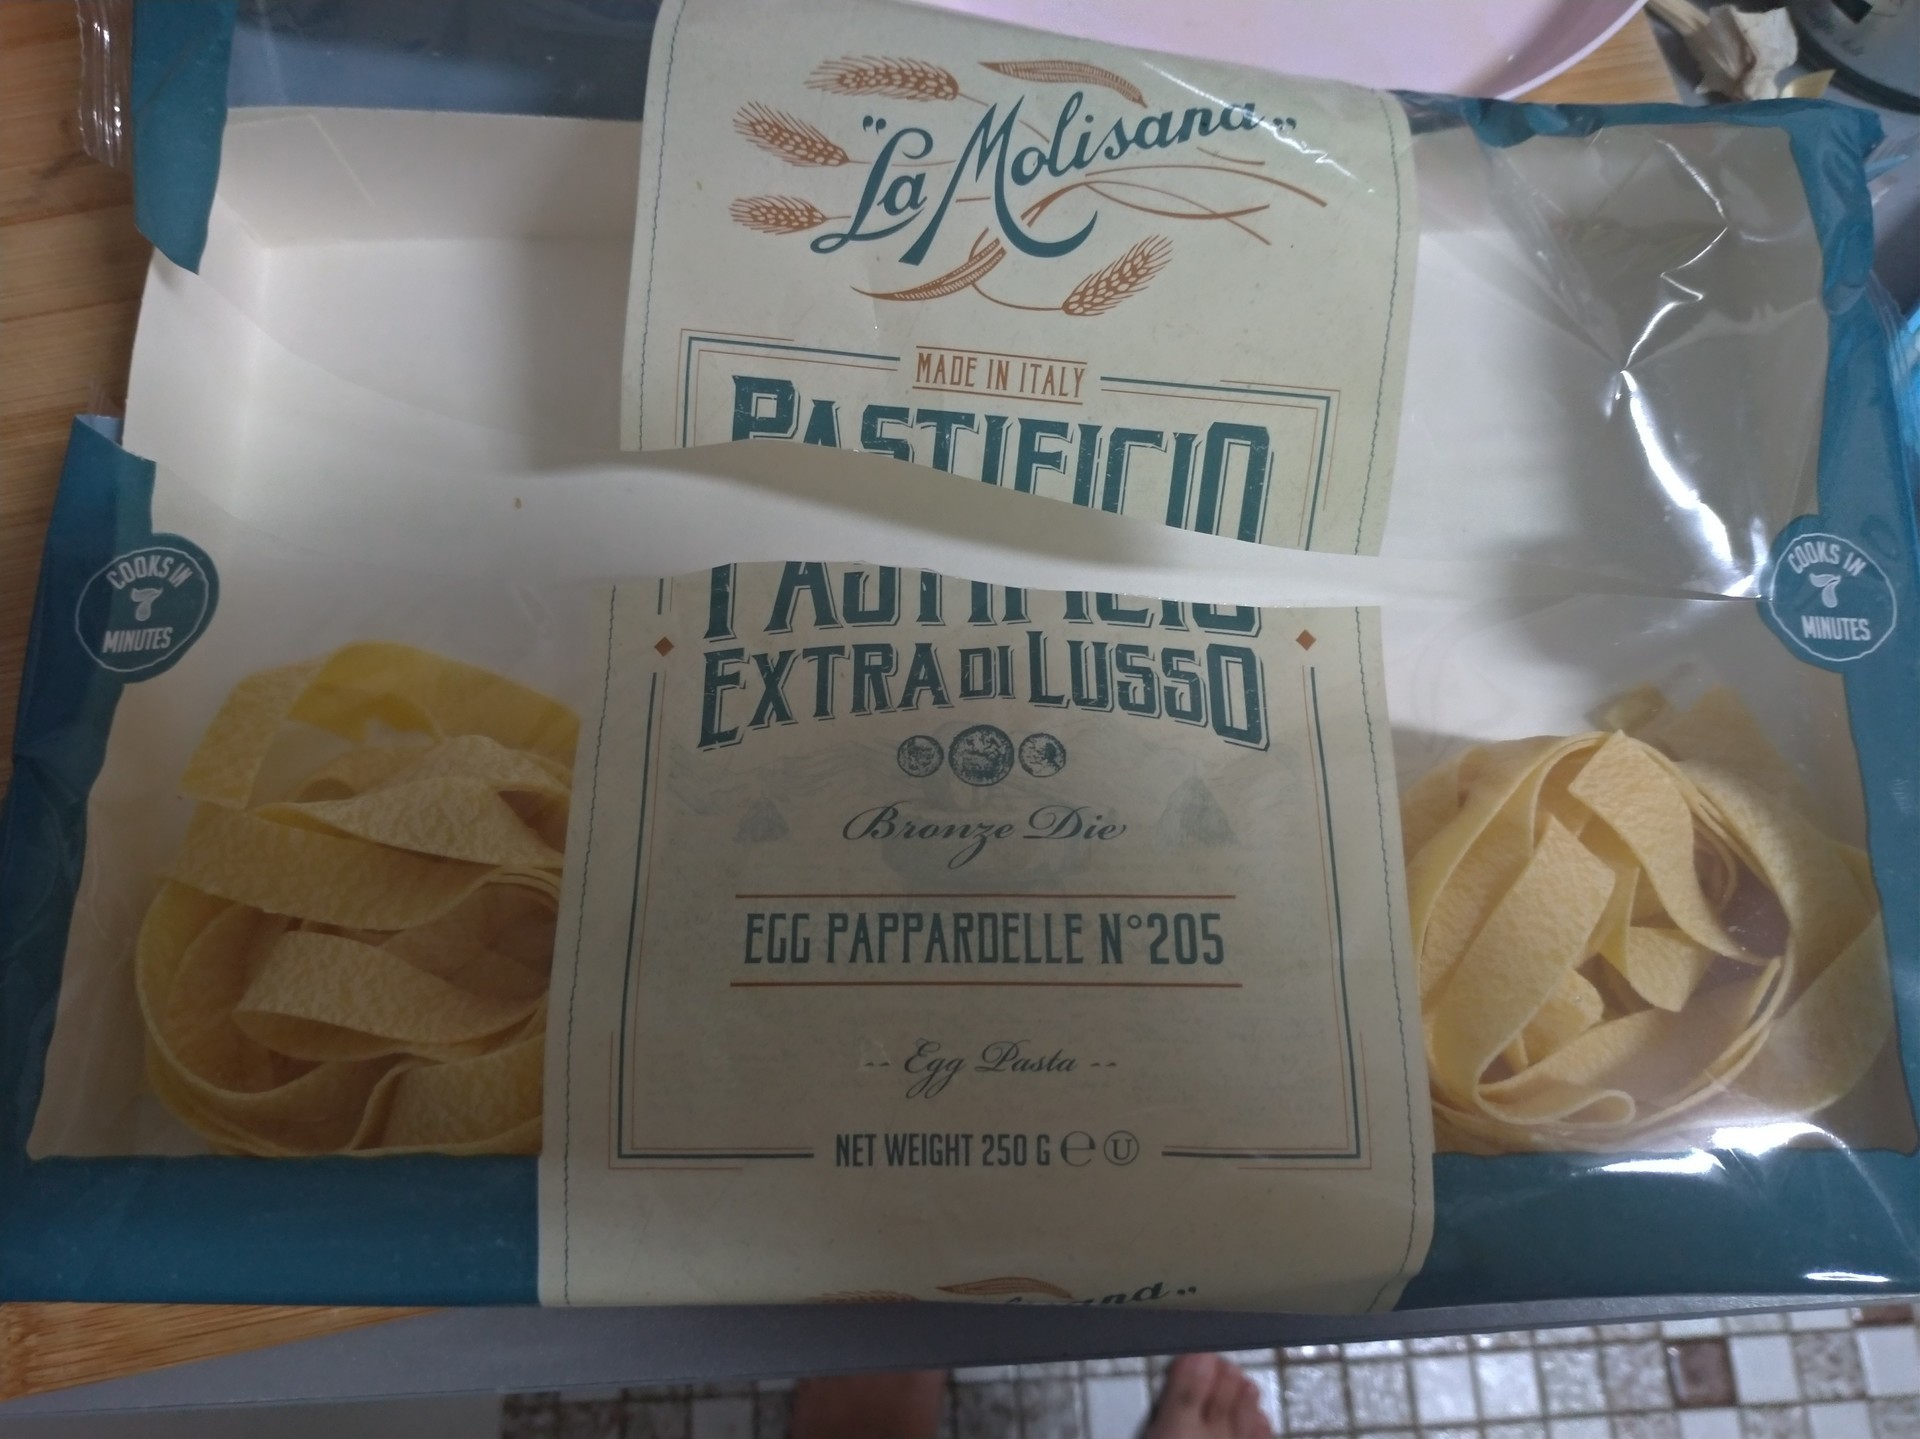 "La Molisana"
MADE IN ITALY
PASTIFICIO
PASTIFICIO
EXTRA DI LUSSO
Bronze Die
EGG PAPPARDELLE N°205
-- Egg Pasta --
NET WEIGHT 250 G ℮ Ⓤ
COOKS IN
7
MINUTES
COOKS IN
7
MINUTES